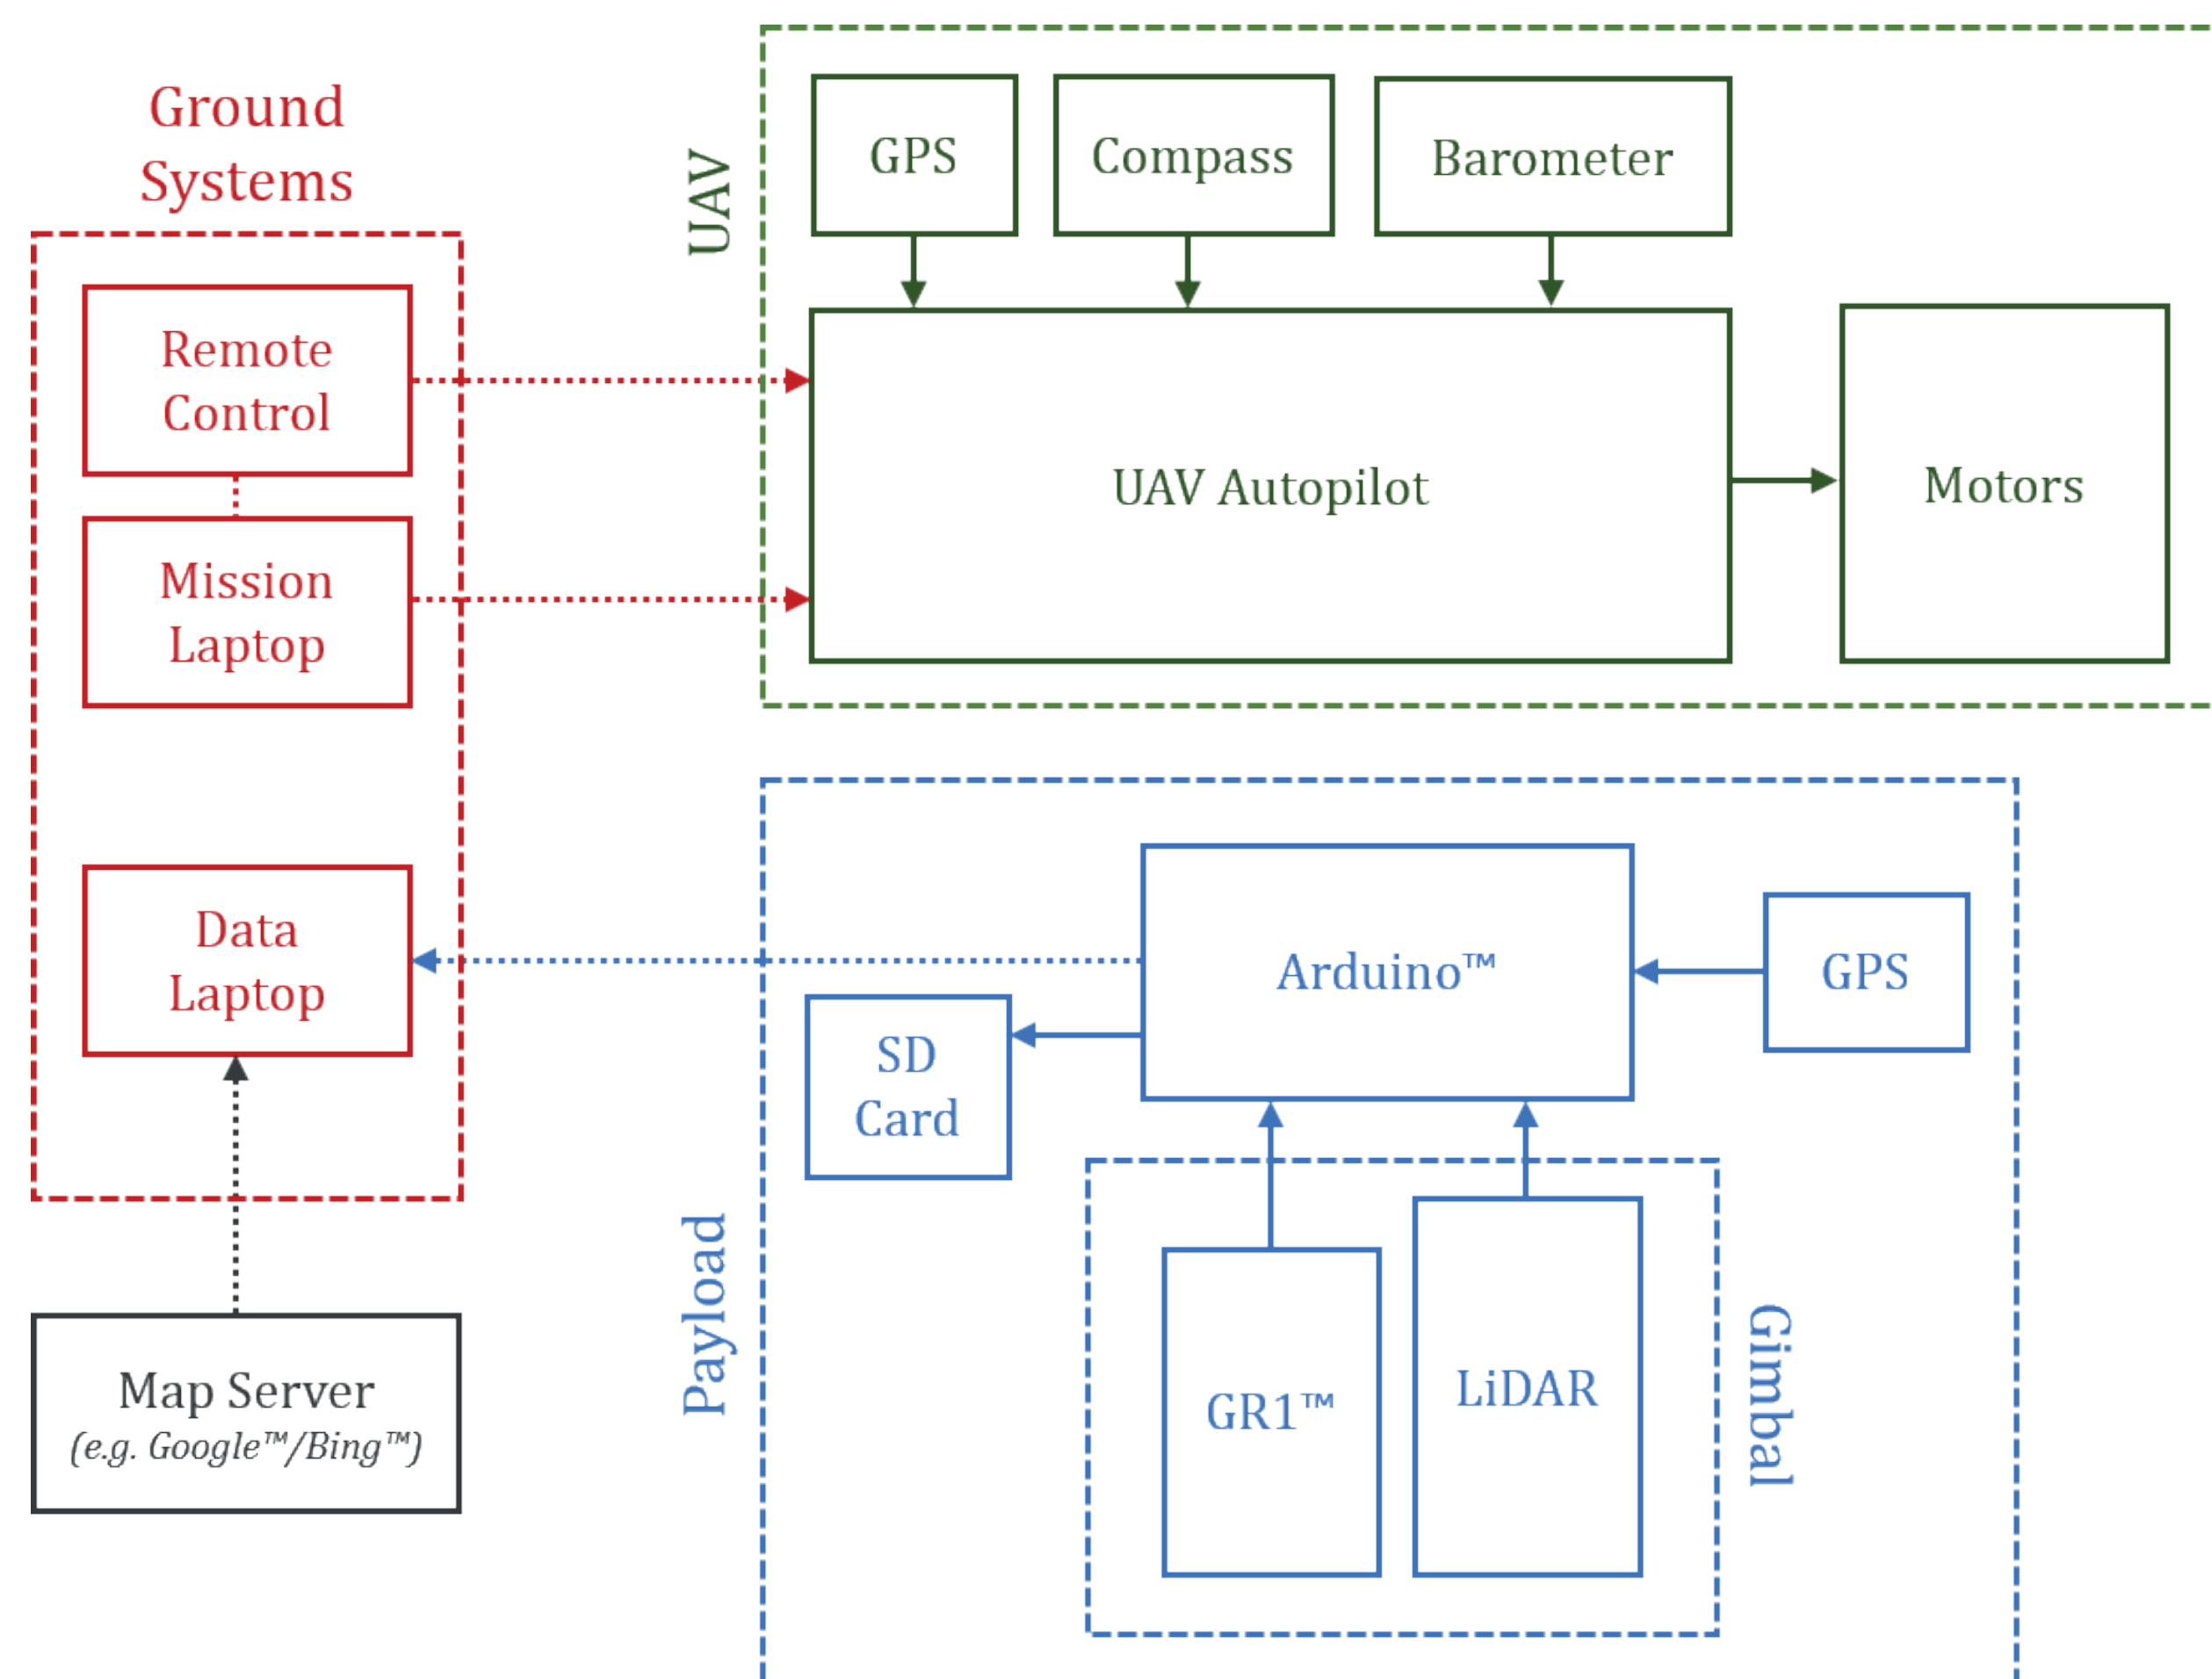 Ground
Systems
Remote
Control
Mission
Laptop
Data
Laptop
Map Server
(e.g. Google™/Bing™)
UAV
GPS
Compass
Barometer
UAV Autopilot
Motors
Payload
Arduino™
GPS
SD
Card
GR1™
LiDAR
Gimbal